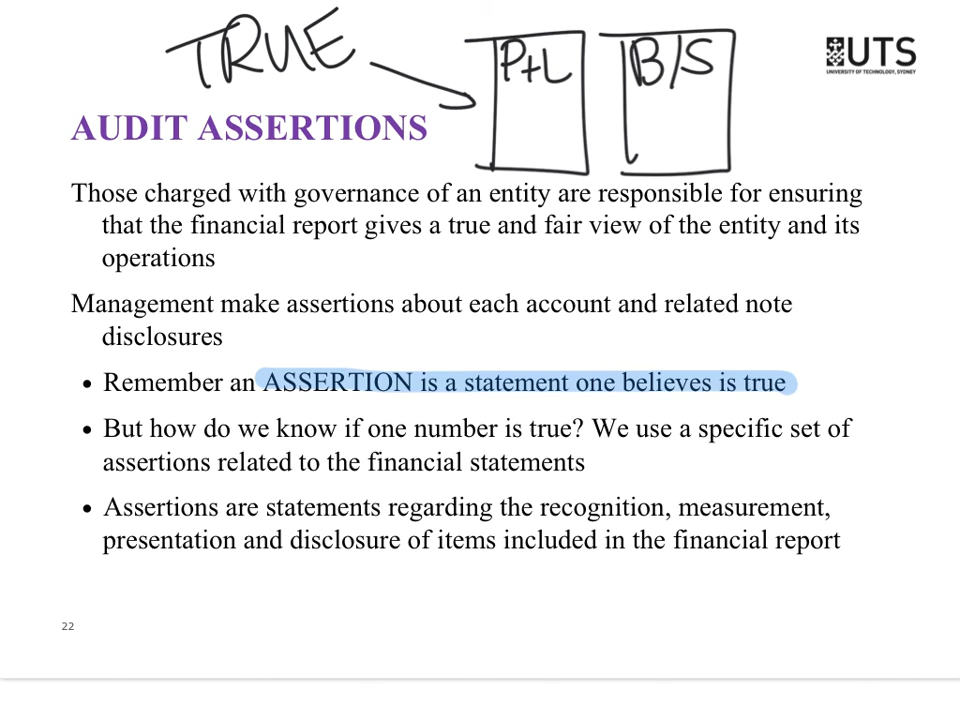 TRUE
P+L
B/S
UTS
UNIVERSITY OF TECHNOLOGY, SYDNEY
AUDIT ASSERTIONS
Those charged with governance of an entity are responsible for ensuring
that the financial report gives a true and fair view of the entity and its
operations
Management make assertions about each account and related note
disclosures
• Remember an ASSERTION is a statement one believes is true
• But how do we know if one number is true? We use a specific set of
assertions related to the financial statements
• Assertions are statements regarding the recognition, measurement,
presentation and disclosure of items included in the financial report
22